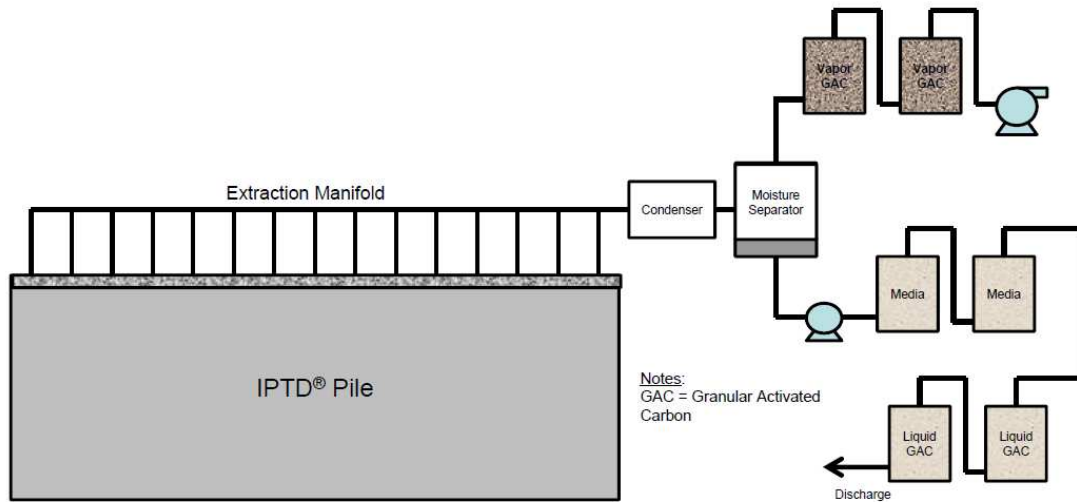 Vapor
GAC
Vapor
GAC
Extraction Manifold
Condenser
Moisture
Separator
Media
Media
IPTD® Pile
Notes:
GAC = Granular Activated
Carbon
Liquid
GAC
Liquid
GAC
Discharge